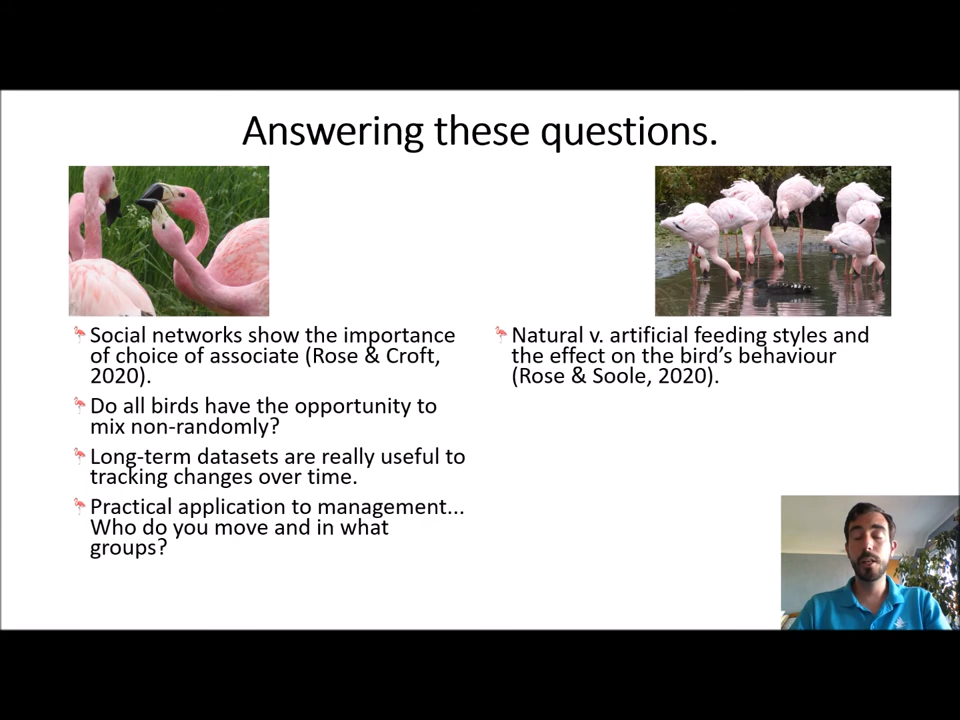 Answering these questions.
Social networks show the importance
of choice of associate (Rose & Croft,
2020).
Do all birds have the opportunity to
mix non-randomly?
Long-term datasets are really useful to
tracking changes over time.
Practical application to management...
Who do you move and in what
groups?
Natural v. artificial feeding styles and
the effect on the bird's behaviour
(Rose & Soole, 2020).